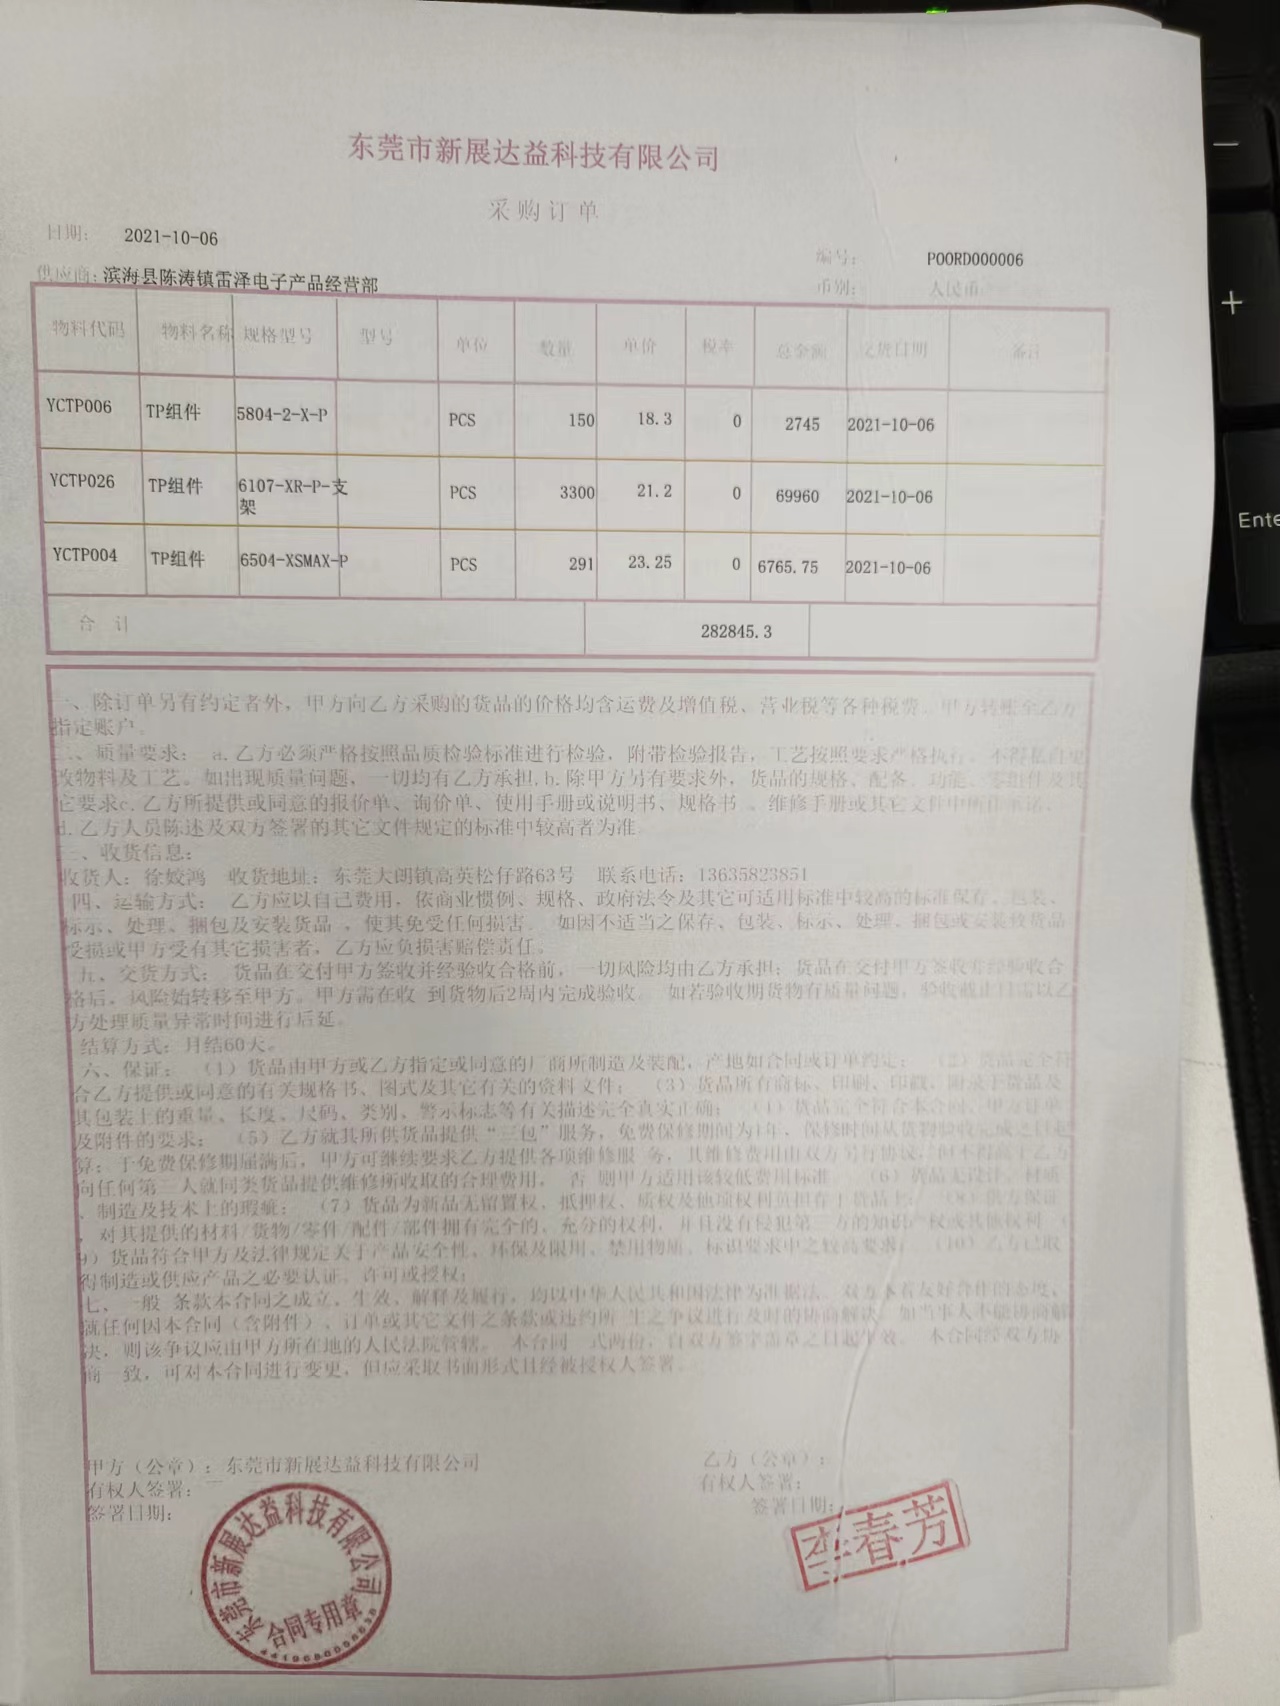 东莞市新展达益科技有限公司
采购订单
日期： 2021-10-06
编号： POORD000006
供应商：滨海县陈涛镇雷泽电子产品经营部
币别： 人民币
物料代码 物料名称 规格型号 型号 单位 数量 单价 税率 总金额 交货日期 备注
YCTP006 TP组件 5804-2-X-P PCS 150 18.3 0 2745 2021-10-06
YCTP026 TP组件 6107-XR-P-支架 PCS 3300 21.2 0 69960 2021-10-06
YCTP004 TP组件 6504-XSMAX-P PCS 291 23.25 0 6765.75 2021-10-06
合 计 282845.3
一、除订单另有约定者外，甲方向乙方采购的货品的价格均含运费及增值税、营业税等各种税费。甲方转账至乙方
指定账户。
二、质量要求： a.乙方必须严格按照品质检验标准进行检验，附带检验报告，工艺按照要求严格执行。不得私自更
改物料及工艺。如出现质量问题，一切均有乙方承担.b.除甲方另有要求外，货品的规格、配备、功能、零组件及其
它要求c.乙方所提供或同意的报价单、询价单、使用手册或说明书、规格书 、维修手册或其它文件中所作承诺、
d.乙方人员陈述及双方签署的其它文件规定的标准中较高者为准
三、收货信息：
收货人：徐姣鸿 收货地址：东莞大朗镇高英松仔路63号 联系电话：13635823851
四、运输方式： 乙方应以自己费用，依商业惯例、规格、政府法令及其它可适用标准中较高的标准保存、包装、
标示、处理、捆包及安装货品 ，使其免受任何损害。 如因不适当之保存、包装、标示、处理、捆包或安装致货品
受损或甲方受有其它损害者，乙方应负损害赔偿责任。
五、交货方式： 货品在交付甲方签收并经验收合格前，一切风险均由乙方承担；货品在交付甲方签收并经验收合
格后，风险始转移至甲方。甲方需在收 到货物后2周内完成验收。 如若验收期货物有质量问题，验收截止日需以乙
方处理质量异常时间进行后延。
结算方式：月结60天。
六、保证： （1）货品由甲方或乙方指定或同意的厂商所制造及装配，产地如合同或订单约定； （2）货品完全符
合乙方提供或同意的有关规格书、图式及其它有关的资料文件； （3）货品所有商标、印刷、印戳、附录于货品及
其包装上的重量、长度、尺码、类别、警示标志等有关描述完全真实正确； （4）货品完全符合本合同、甲方订单
及附件的要求； （5）乙方就其所供货品提供“三包”服务，免费保修期间为1年，保修时间从货物验收完成之日起
算；于免费保修期届满后，甲方可继续要求乙方提供各项维修服 务，其维修费用由双方另行协议，但不得高于乙方
向任何第三人就同类货品提供维修所收取的合理费用， 否 则甲方适用该较低费用标准。 （6）货品无设计、材质
、制造及技术上的瑕疵； （7）货品为新品无留置权、抵押权、质权及他项权利负担存于货品上； （8）供方保证
，对其提供的材料/货物/零件/配件/部件拥有完全的、充分的权利，并且没有侵犯第三方的知识产权或其他权利 （
9）货品符合甲方及法律规定关于产品安全性、环保及限用、禁用物质、标识要求中之较高要求； （10）乙方已取
得制造或供应产品之必要认证、许可或授权；
七、一般 条款本合同之成立、生效、解释及履行，均以中华人民共和国法律为准据法。双方本着友好合作的态度，
就任何因本合同（含附件）、订单或其它文件之条款或违约所 生之争议进行及时的协商解决，如当事人不能协商解
决，则该争议应由甲方所在地的人民法院管辖。 本合同一式两份，自双方签字盖章之日起生效。 本合同经双方协
商一致，可对本合同进行变更，但应采取书面形式且经被授权人签署。
甲方（公章）：东莞市新展达益科技有限公司
乙方（公章）：
有权人签署：
有权人签署：
签署日期：
签署日期：
东莞市新展达益科技有限公司
合同专用章
李春芳